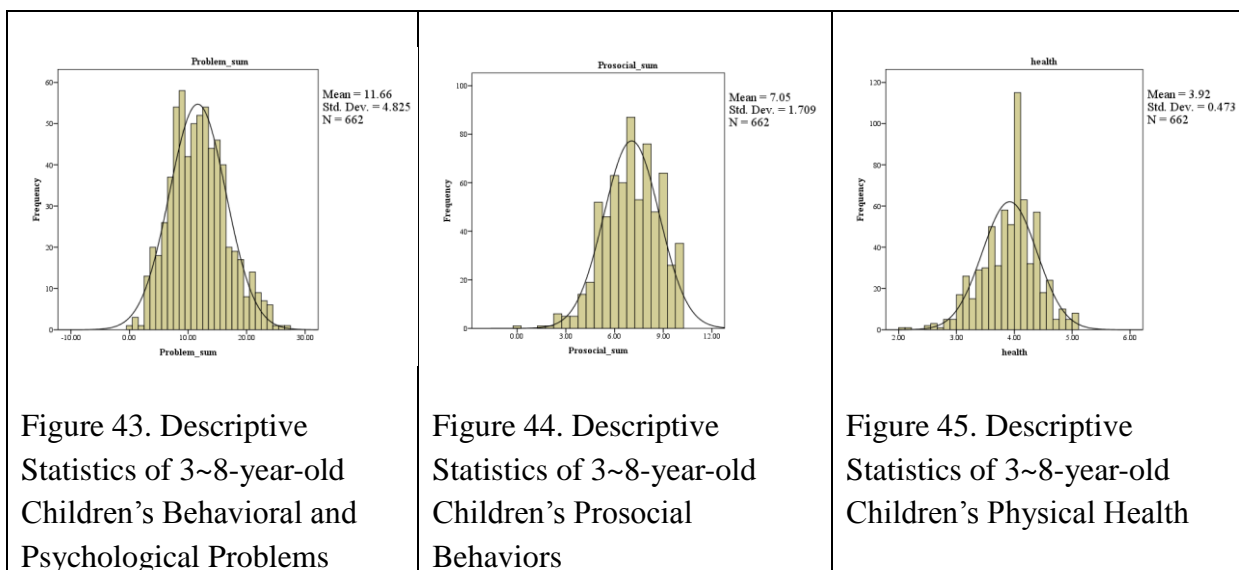 Problem_sum
60
50
40
30
20
10
0
Frequency
-10.00 .00 10.00 20.00 30.00
Problem_sum
Mean = 11.66
Std. Dev. = 4.825
N = 662
Figure 43. Descriptive
Statistics of 3~8-year-old
Children’s Behavioral and
Psychological Problems
Prosocial_sum
100
80
60
40
20
0
Frequency
.00 3.00 6.00 9.00 12.00
Prosocial_sum
Mean = 7.05
Std. Dev. = 1.709
N = 662
Figure 44. Descriptive
Statistics of 3~8-year-old
Children’s Prosocial
Behaviors
health
120
100
80
60
40
20
0
Frequency
2.00 3.00 4.00 5.00 6.00
health
Mean = 3.92
Std. Dev. = 0.473
N = 662
Figure 45. Descriptive
Statistics of 3~8-year-old
Children’s Physical Health